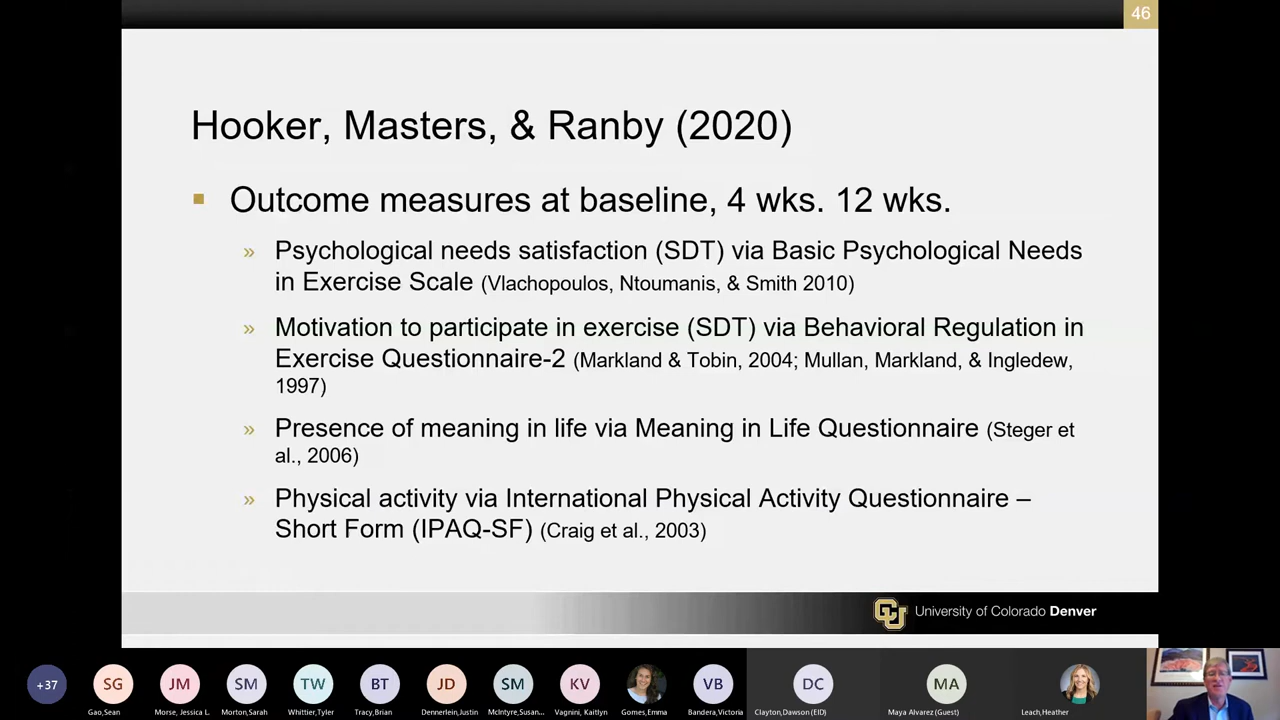 46
Hooker, Masters, & Ranby (2020)
Outcome measures at baseline, 4 wks. 12 wks.
» Psychological needs satisfaction (SDT) via Basic Psychological Needs
in Exercise Scale (Vlachopoulos, Ntoumanis, & Smith 2010)
» Motivation to participate in exercise (SDT) via Behavioral Regulation in
Exercise Questionnaire-2 (Markland & Tobin, 2004; Mullan, Markland, & Ingledew,
1997)
» Presence of meaning in life via Meaning in Life Questionnaire (Steger et
al., 2006)
» Physical activity via International Physical Activity Questionnaire –
Short Form (IPAQ-SF) (Craig et al., 2003)
CU University of Colorado Denver
+37 SG JM SM TW BT JD SM KV VB DC MA
Gao,Sean Morse, Jessica L. Morton,Sarah Whittier,Tyler Tracy,Brian Dennerlein,Justin McIntyre,Susan... Vagnini, Kaitlyn Gomes,Emma Bandera,Victoria Clayton,Dawson (EID) Maya Alvarez (Guest) Leach,Heather